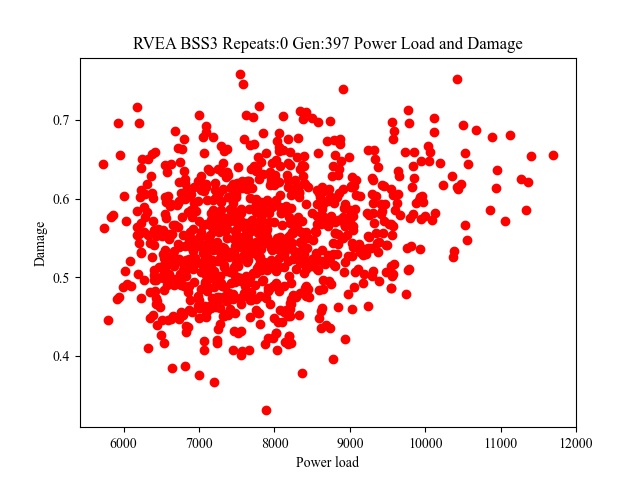 RVEA BSS3 Repeats:0 Gen:397 Power Load and Damage
0.7
0.6
0.5
0.4
Damage
6000 7000 8000 9000 10000 11000 12000
Power load